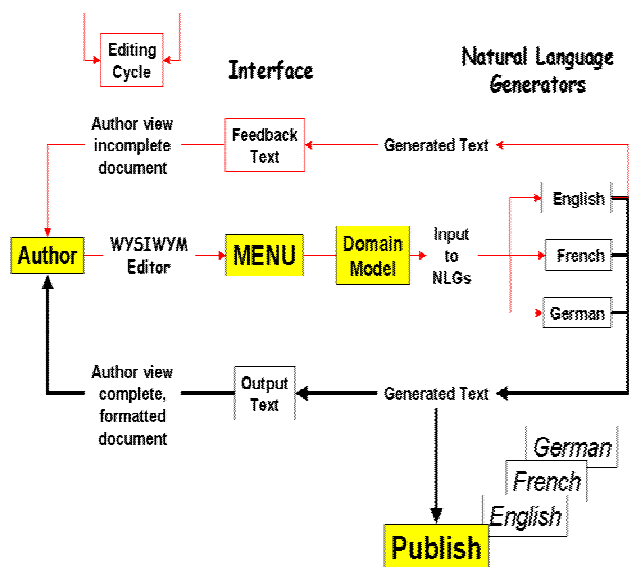 Editing
Cycle
Interface
Natural Language
Generators
Author view
incomplete
document
Feedback
Text
Generated Text
English
Author
WYSIWYM
Editor
MENU
Domain
Model
Input
to
NLGs
French
German
Author view
complete,
formatted
document
Output
Text
Generated Text
German
French
English
Publish